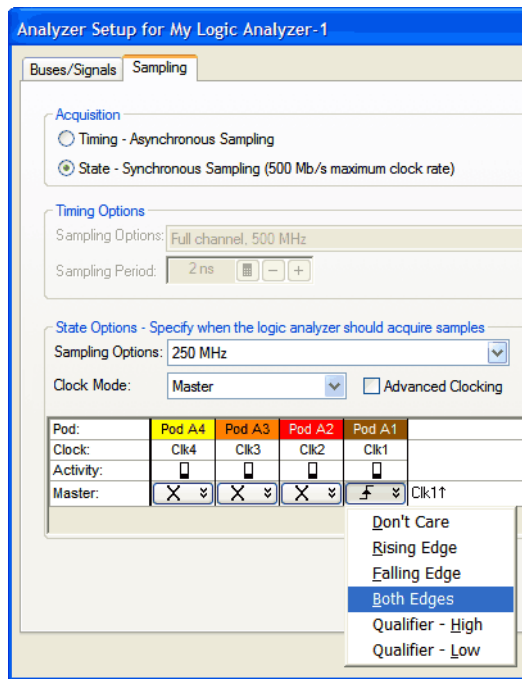 Analyzer Setup for My Logic Analyzer-1
Buses/Signals Sampling
Acquisition
Timing - Asynchronous Sampling
State - Synchronous Sampling (500 Mb/s maximum clock rate)
Timing Options
Sampling Options: Full channel, 500 MHz
Sampling Period: 2 ns - +
State Options - Specify when the logic analyzer should acquire samples
Sampling Options: 250 MHz
Clock Mode: Master Advanced Clocking
Pod: Pod A4 Pod A3 Pod A2 Pod A1
Clock: Clk4 Clk3 Clk2 Clk1
Activity:
Master: X X X Clk1↑
Don't Care
Rising Edge
Falling Edge
Both Edges
Qualifier - High
Qualifier - Low